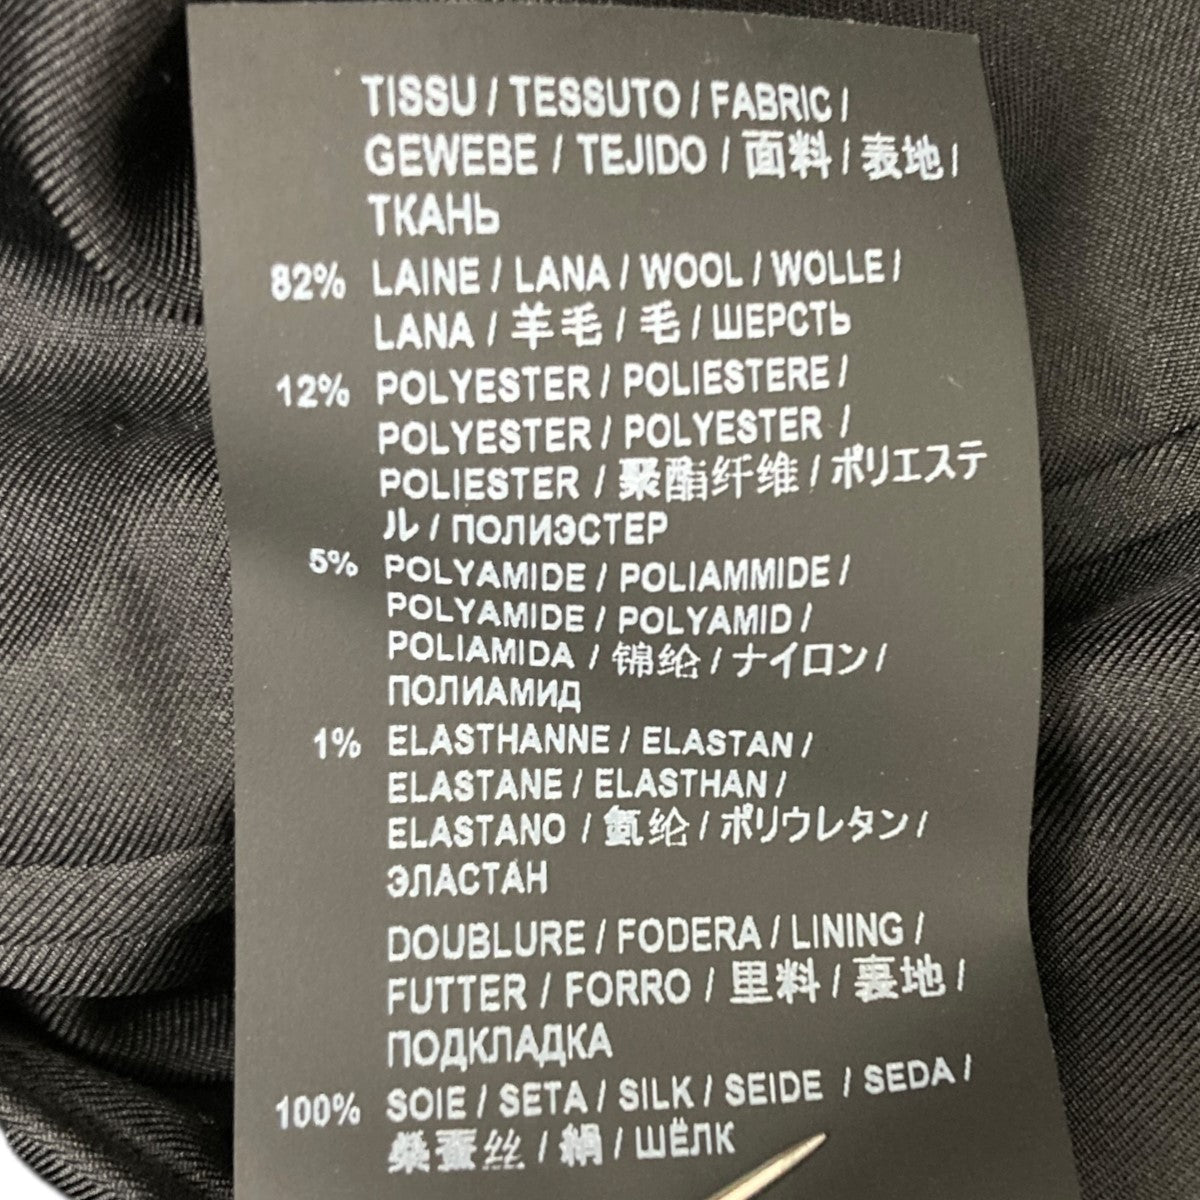 TISSU / TESSUTO / FABRIC /
GEWEBE / TEJIDO / 面料 / 表地 /
ТКАНЬ
82% LAINE / LANA / WOOL / WOLLE /
LANA / 羊毛 / 毛 / ШЕРСТЬ
12% POLYESTER / POLIESTERE /
POLYESTER / POLYESTER /
POLIESTER / 聚酯纤维 / ポリエステ
ル / ПОЛИЭСТЕР
5% POLYAMIDE / POLIAMMIDE /
POLYAMIDE / POLYAMID /
POLIAMIDA / 锦纶 / ナイロン /
ПОЛИАМИД
1% ELASTHANNE / ELASTAN /
ELASTANE / ELASTHAN /
ELASTANO / 氨纶 / ポリウレタン /
ЭЛАСТАН
DOUBLURE / FODERA / LINING /
FUTTER / FORRO / 里料 / 裏地 /
ПОДКЛАДКА
100% SOIE / SETA / SILK / SEIDE / SEDA /
桑蚕丝 / 絹 / ШЁЛК